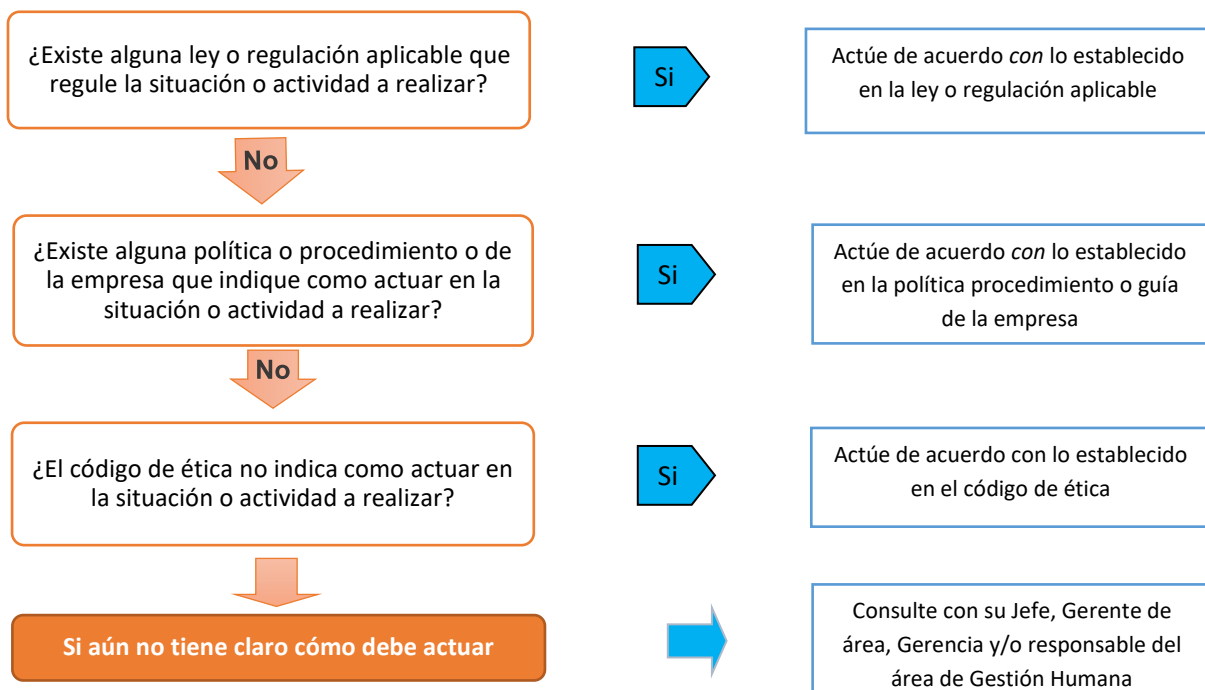 ¿Existe alguna ley o regulación aplicable que
regule la situación o actividad a realizar?
Si
Actúe de acuerdo con lo establecido
en la ley o regulación aplicable
No
¿Existe alguna política o procedimiento o de
la empresa que indique como actuar en la
situación o actividad a realizar?
Si
Actúe de acuerdo con lo establecido
en la política procedimiento o guía
de la empresa
No
¿El código de ética no indica como actuar en
la situación o actividad a realizar?
Si
Actúe de acuerdo con lo establecido
en el código de ética
Si aún no tiene claro cómo debe actuar
Consulte con su Jefe, Gerente de
área, Gerencia y/o responsable del
área de Gestión Humana